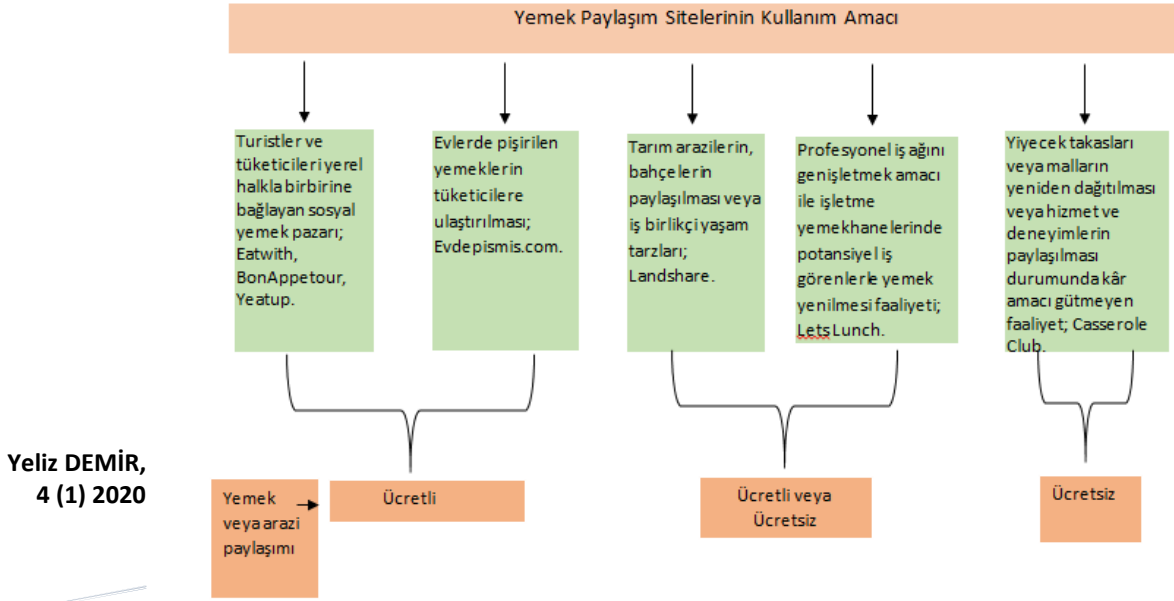 Yemek Paylaşım Sitelerinin Kullanım Amacı
Turistler ve
tüketicileri yerel
halkla birbirine
bağlayan sosyal
yemek pazarı;
Eatwith,
BonAppetour,
Yeatup.
Evlerde pişirilen
yemeklerin
tüketicilere
ulaştırılması;
Evdepismis.com.
Tarım arazilerin,
bahçelerin
paylaşılması veya
iş birlikçi yaşam
tarzları;
Landshare.
Profesyonel iş ağını
genişletmek amacı
ile işletme
yemekhanelerinde
potansiyel iş
görenlerle yemek
yenilmesi faaliyeti;
Lets Lunch.
Yiyecek takasları
veya malların
yeniden dağıtılması
veya hizmet ve
deneyimlerin
paylaşılması
durumunda kâr
amacı gütmeyen
faaliyet; Casserole
Club.
Yeliz DEMİR,
4 (1) 2020
Yemek
veya arazi
paylaşımı
Ücretli
Ücretli veya
Ücretsiz
Ücretsiz